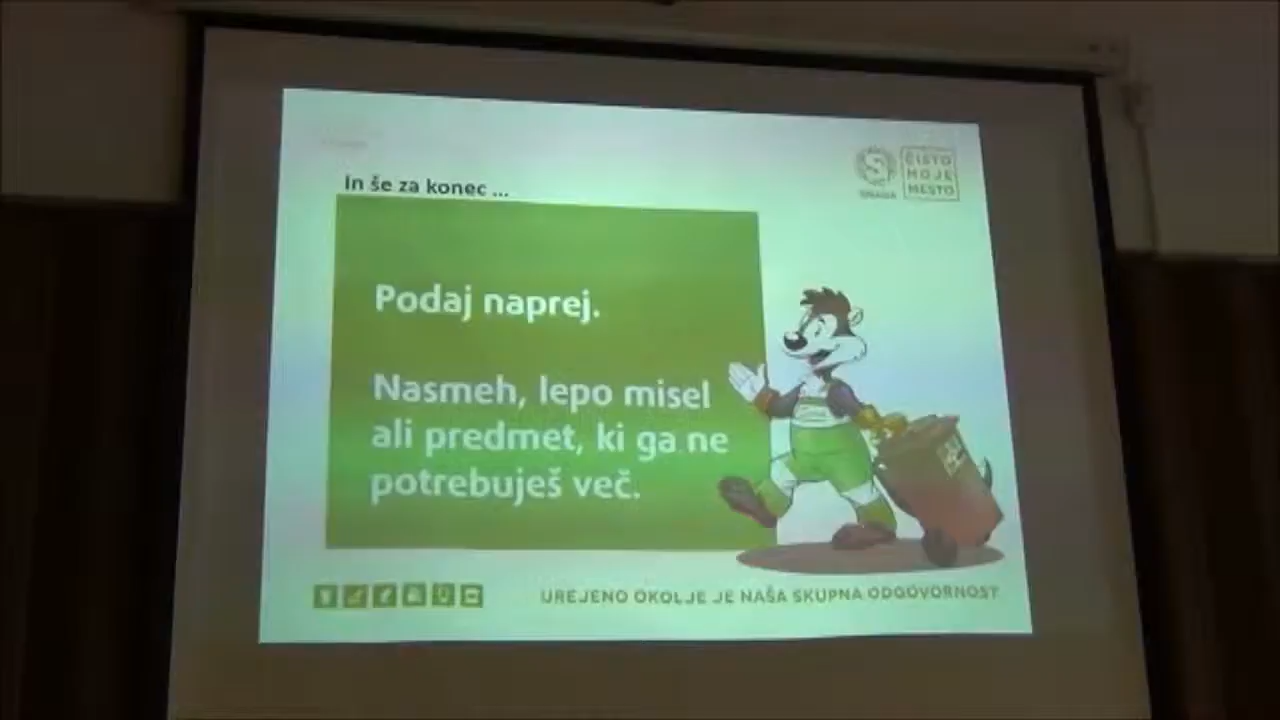 In še za konec ...
ČISTO
MOJE
MESTO
SNAGA
Podaj naprej.
Nasmeh, lepo misel
ali predmet, ki ga ne
potrebuješ več.
UREJENO OKOLJE JE NAŠA SKUPNA ODGOVORNOST